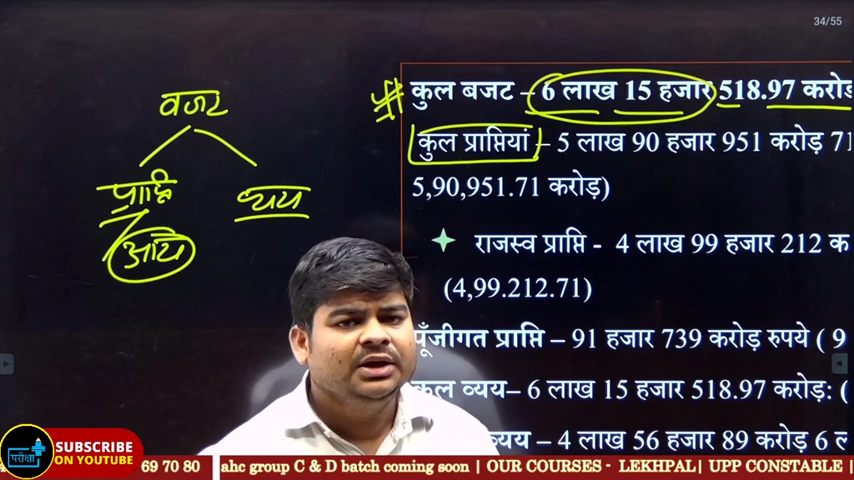 34/55
कुल बजट – 6 लाख 15 हजार 518.97 करोड़
कुल प्राप्तियां – 5 लाख 90 हजार 951 करोड़ 71
5,90,951.71 करोड़)
राजस्व प्राप्ति - 4 लाख 99 हजार 212 क
(4,99.212.71)
पूँजीगत प्राप्ति – 91 हजार 739 करोड़ रुपये ( 9
कुल व्यय– 6 लाख 15 हजार 518.97 करोड़: (
व्यय – 4 लाख 56 हजार 89 करोड़ 6 ल
बजट
प्राप्ति व्यय
आय
परीक्षा
SUBSCRIBE
ON YOUTUBE
69 70 80 ahc group C & D batch coming soon | OUR COURSES - LEKHPAL| UPP CONSTABLE |